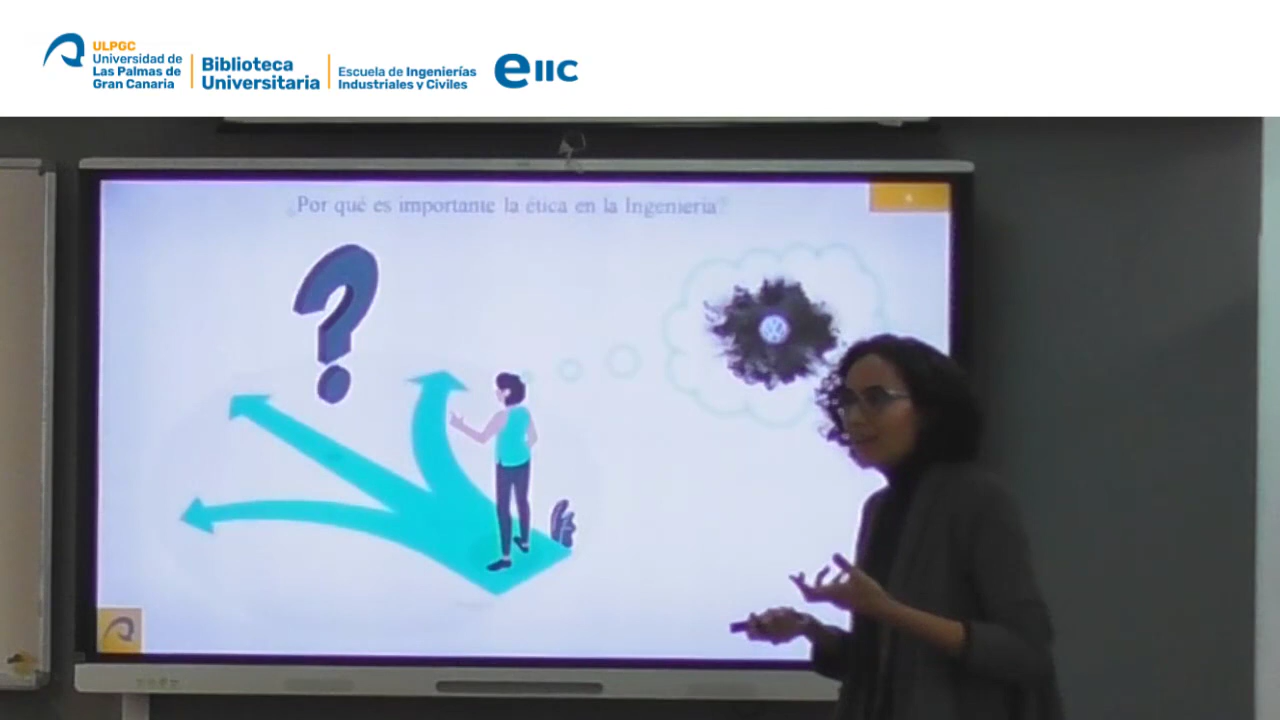 ULPGC
Universidad de
Las Palmas de
Gran Canaria
Biblioteca
Universitaria
Escuela de Ingenierías
Industriales y Civiles
eiic
¿Por qué es importante la ética en la Ingeniería?